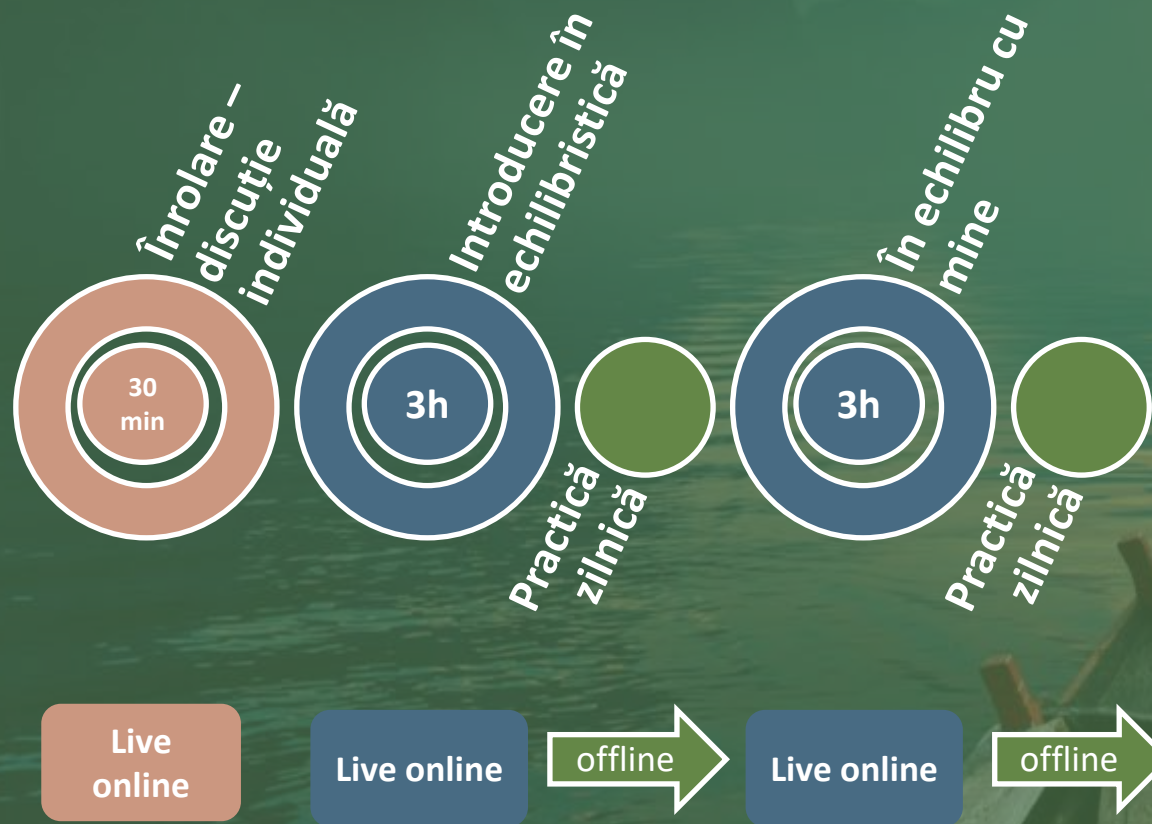 Înrolare –
discuție
individuală
30
min
Introducere în
echilibristică
3h
Practică
zilnică
În echilibru cu
mine
3h
Practică
zilnică
Live
online
Live online
offline
Live online
offline